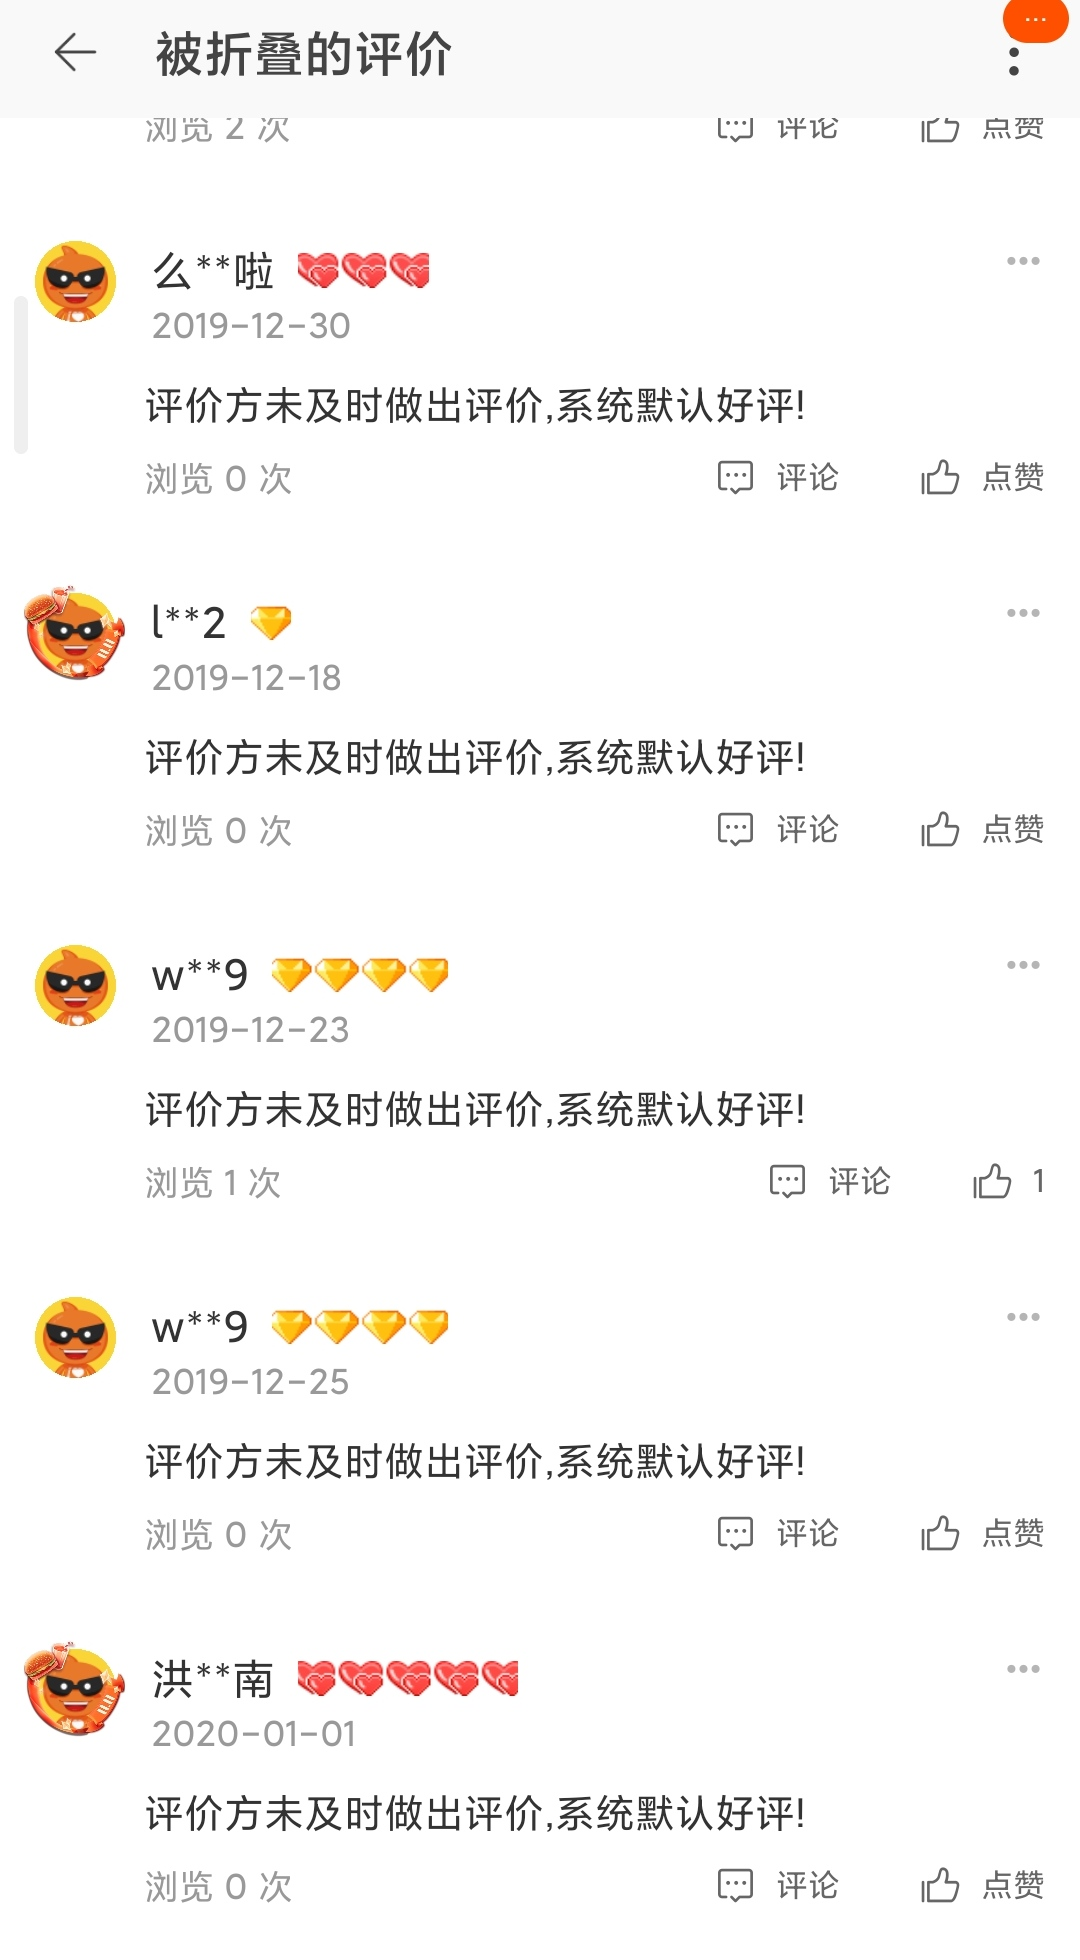 被折叠的评价
浏览 2 次 评论 点赞
么**啦
2019-12-30
评价方未及时做出评价,系统默认好评!
浏览 0 次 评论 点赞
l**2
2019-12-18
评价方未及时做出评价,系统默认好评!
浏览 0 次 评论 点赞
w**9
2019-12-23
评价方未及时做出评价,系统默认好评!
浏览 1 次 评论 1
w**9
2019-12-25
评价方未及时做出评价,系统默认好评!
浏览 0 次 评论 点赞
洪**南
2020-01-01
评价方未及时做出评价,系统默认好评!
浏览 0 次 评论 点赞